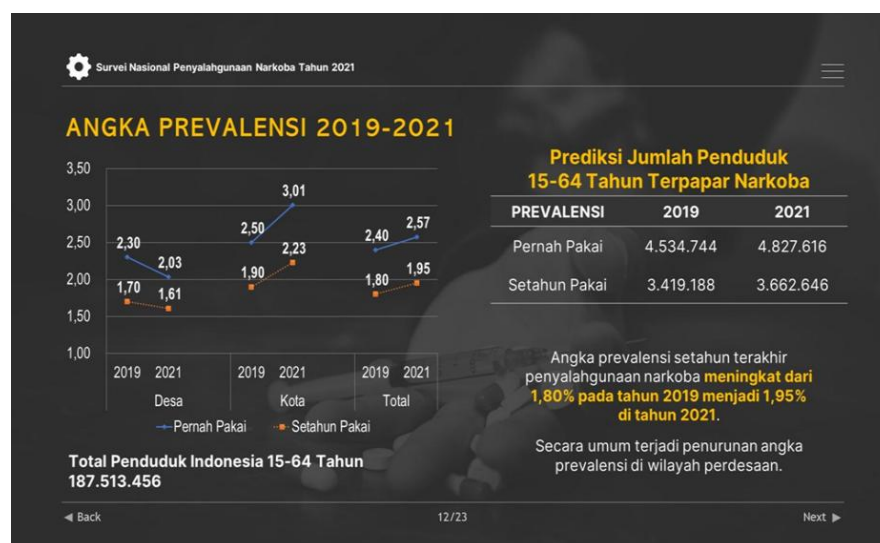 Survei Nasional Penyalahgunaan Narkoba Tahun 2021
ANGKA PREVALENSI 2019-2021
3,50
3,00
2,50
2,00
1,50
1,00
2,30
2,03
1,70
1,61
2,50
3,01
1,90
2,23
2,40
2,57
1,80
1,95
2019 2021 2019 2021 2019 2021
Desa Kota Total
Pernah Pakai Setahun Pakai
Total Penduduk Indonesia 15-64 Tahun
187.513.456
Prediksi Jumlah Penduduk
15-64 Tahun Terpapar Narkoba
PREVALENSI 2019 2021
Pernah Pakai 4.534.744 4.827.616
Setahun Pakai 3.419.188 3.662.646
Angka prevalensi setahun terakhir
penyalahgunaan narkoba meningkat dari
1,80% pada tahun 2019 menjadi 1,95%
di tahun 2021.
Secara umum terjadi penurunan angka
prevalensi di wilayah perdesaan.
◄ Back 12/23 Next ►